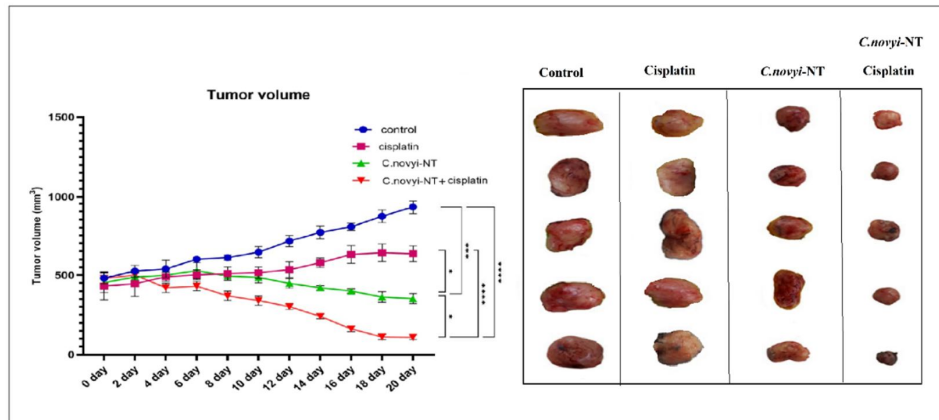 Tumor volume
Tumor volume (mm³)
1500
1000
500
0
0 day
2 day
4 day
6 day
8 day
10 day
12 day
14 day
16 day
18 day
20 day
control
cisplatin
C.novyi-NT
C.novyi-NT+cisplatin
*
*
***
****
****
Control
Cisplatin
C.novyi-NT
C.novyi-NT
Cisplatin